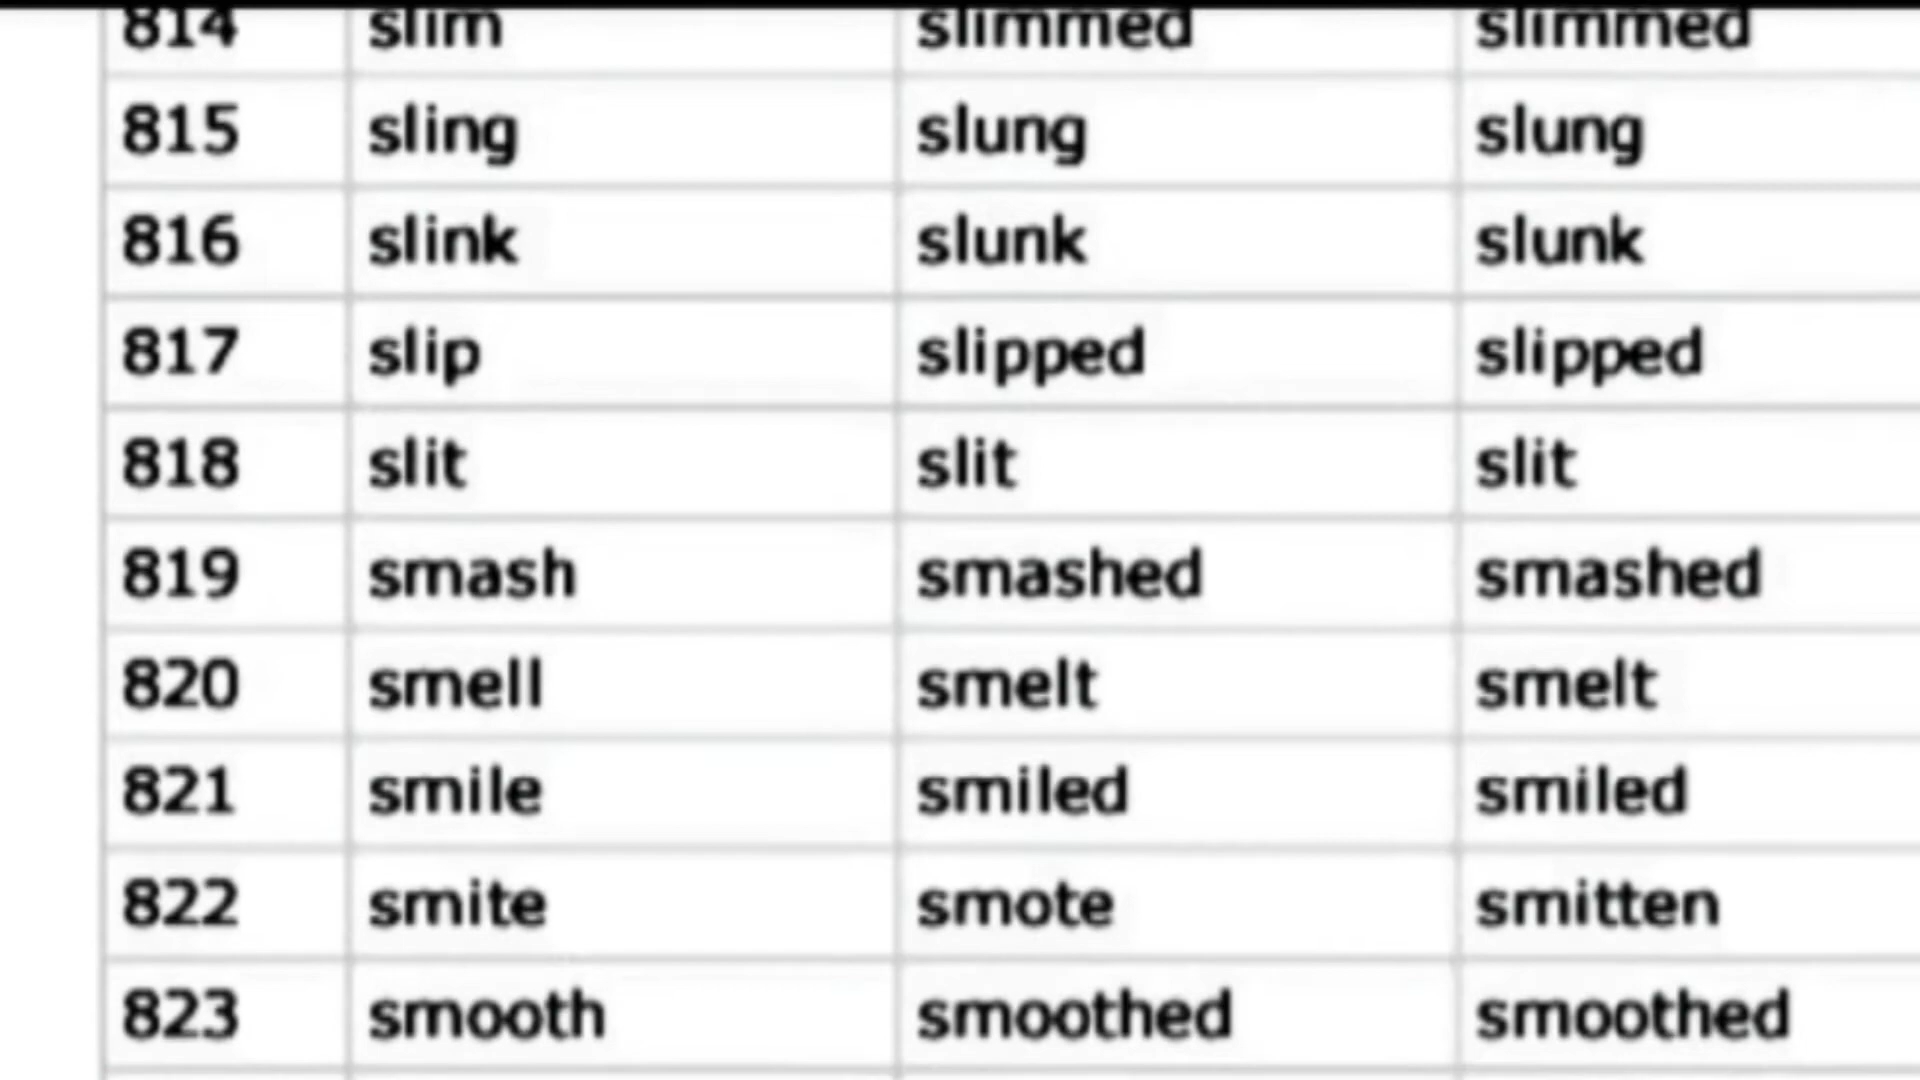 814 slim slimmed slimmed
815 sling slung slung
816 slink slunk slunk
817 slip slipped slipped
818 slit slit slit
819 smash smashed smashed
820 smell smelt smelt
821 smile smiled smiled
822 smite smote smitten
823 smooth smoothed smoothed